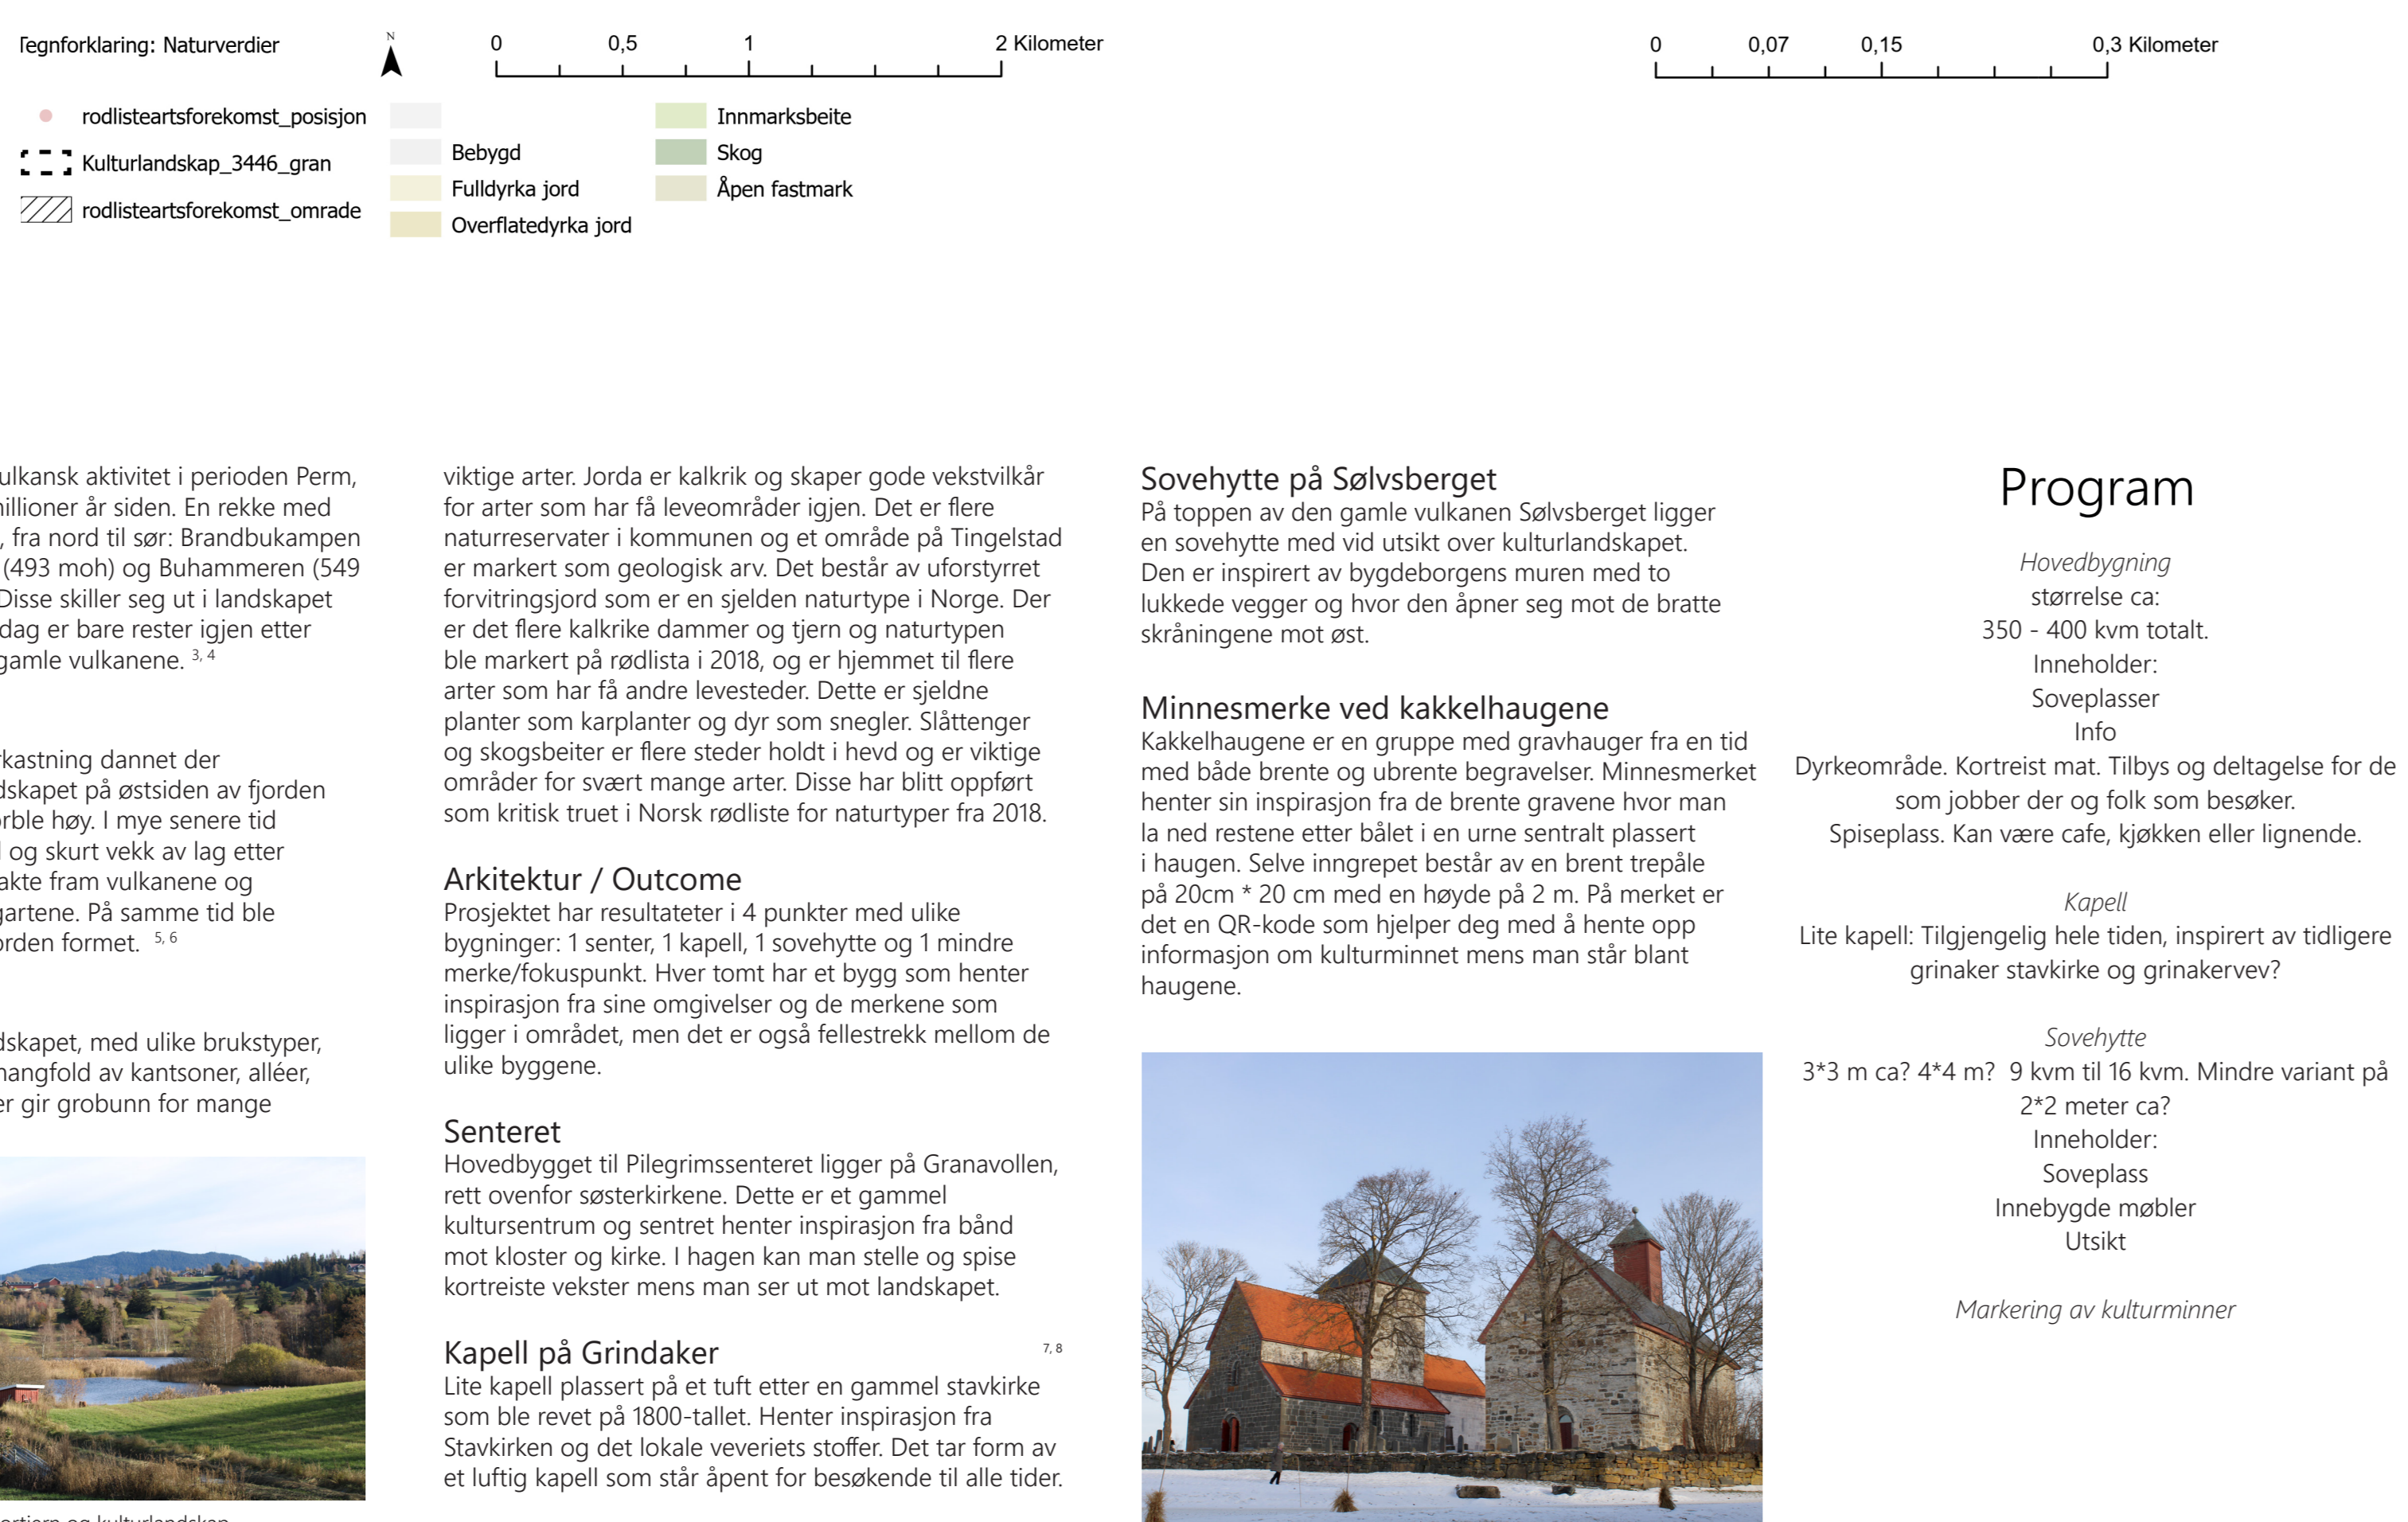 Tegnforklaring: Naturverdier
rodlisteartsforekomst_posisjon
Kulturlandskap_3446_gran
rodlisteartsforekomst_omrade
N
0 0,5 1 2 Kilometer
Bebygd
Fulldyrka jord
Overflatedyrka jord
Innmarksbeite
Skog
Åpen fastmark
0 0,07 0,15 0,3 Kilometer
ulkansk aktivitet i perioden Perm,
millioner år siden. En rekke med
, fra nord til sør: Brandbukampen
(493 moh) og Buhammeren (549
Disse skiller seg ut i landskapet
dag er bare rester igjen etter
gamle vulkanene. 3, 4
rkastning dannet der
dskapet på østsiden av fjorden
orble høy. I mye senere tid
og skurt vekk av lag etter
akte fram vulkanene og
gartene. På samme tid ble
orden formet. 5, 6
dskapet, med ulike brukstyper,
mangfold av kantsoner, alléer,
er gir grobunn for mange
ortjern og kulturlandskap
viktige arter. Jorda er kalkrik og skaper gode vekstvilkår
for arter som har få leveområder igjen. Det er flere
naturreservater i kommunen og et område på Tingelstad
er markert som geologisk arv. Det består av uforstyrret
forvitringsjord som er en sjelden naturtype i Norge. Der
er det flere kalkrike dammer og tjern og naturtypen
ble markert på rødlista i 2018, og er hjemmet til flere
arter som har få andre levesteder. Dette er sjeldne
planter som karplanter og dyr som snegler. Slåttenger
og skogsbeiter er flere steder holdt i hevd og er viktige
områder for svært mange arter. Disse har blitt oppført
som kritisk truet i Norsk rødliste for naturtyper fra 2018.
Arkitektur / Outcome
Prosjektet har resultateter i 4 punkter med ulike
bygninger: 1 senter, 1 kapell, 1 sovehytte og 1 mindre
merke/fokuspunkt. Hver tomt har et bygg som henter
inspirasjon fra sine omgivelser og de merkene som
ligger i området, men det er også fellestrekk mellom de
ulike byggene.
Senteret
Hovedbygget til Pilegrimssenteret ligger på Granavollen,
rett ovenfor søsterkirkene. Dette er et gammel
kultursentrum og sentret henter inspirasjon fra bånd
mot kloster og kirke. I hagen kan man stelle og spise
kortreiste vekster mens man ser ut mot landskapet.
Kapell på Grindaker 7, 8
Lite kapell plassert på et tuft etter en gammel stavkirke
som ble revet på 1800-tallet. Henter inspirasjon fra
Stavkirken og det lokale veveriets stoffer. Det tar form av
et luftig kapell som står åpent for besøkende til alle tider.
Sovehytte på Sølvsberget
På toppen av den gamle vulkanen Sølvsberget ligger
en sovehytte med vid utsikt over kulturlandskapet.
Den er inspirert av bygdeborgens muren med to
lukkede vegger og hvor den åpner seg mot de bratte
skråningene mot øst.
Minnesmerke ved kakkelhaugene
Kakkelhaugene er en gruppe med gravhauger fra en tid
med både brente og ubrente begravelser. Minnesmerket
henter sin inspirasjon fra de brente gravene hvor man
la ned restene etter bålet i en urne sentralt plassert
i haugen. Selve inngrepet består av en brent trepåle
på 20cm * 20 cm med en høyde på 2 m. På merket er
det en QR-kode som hjelper deg med å hente opp
informasjon om kulturminnet mens man står blant
haugene.
Program
Hovedbygning
størrelse ca:
350 - 400 kvm totalt.
Inneholder:
Soveplasser
Info
Dyrkeområde. Kortreist mat. Tilbys og deltagelse for de
som jobber der og folk som besøker.
Spiseplass. Kan være cafe, kjøkken eller lignende.
Kapell
Lite kapell: Tilgjengelig hele tiden, inspirert av tidligere
grinaker stavkirke og grinakervev?
Sovehytte
3*3 m ca? 4*4 m? 9 kvm til 16 kvm. Mindre variant på
2*2 meter ca?
Inneholder:
Soveplass
Innebygde møbler
Utsikt
Markering av kulturminner